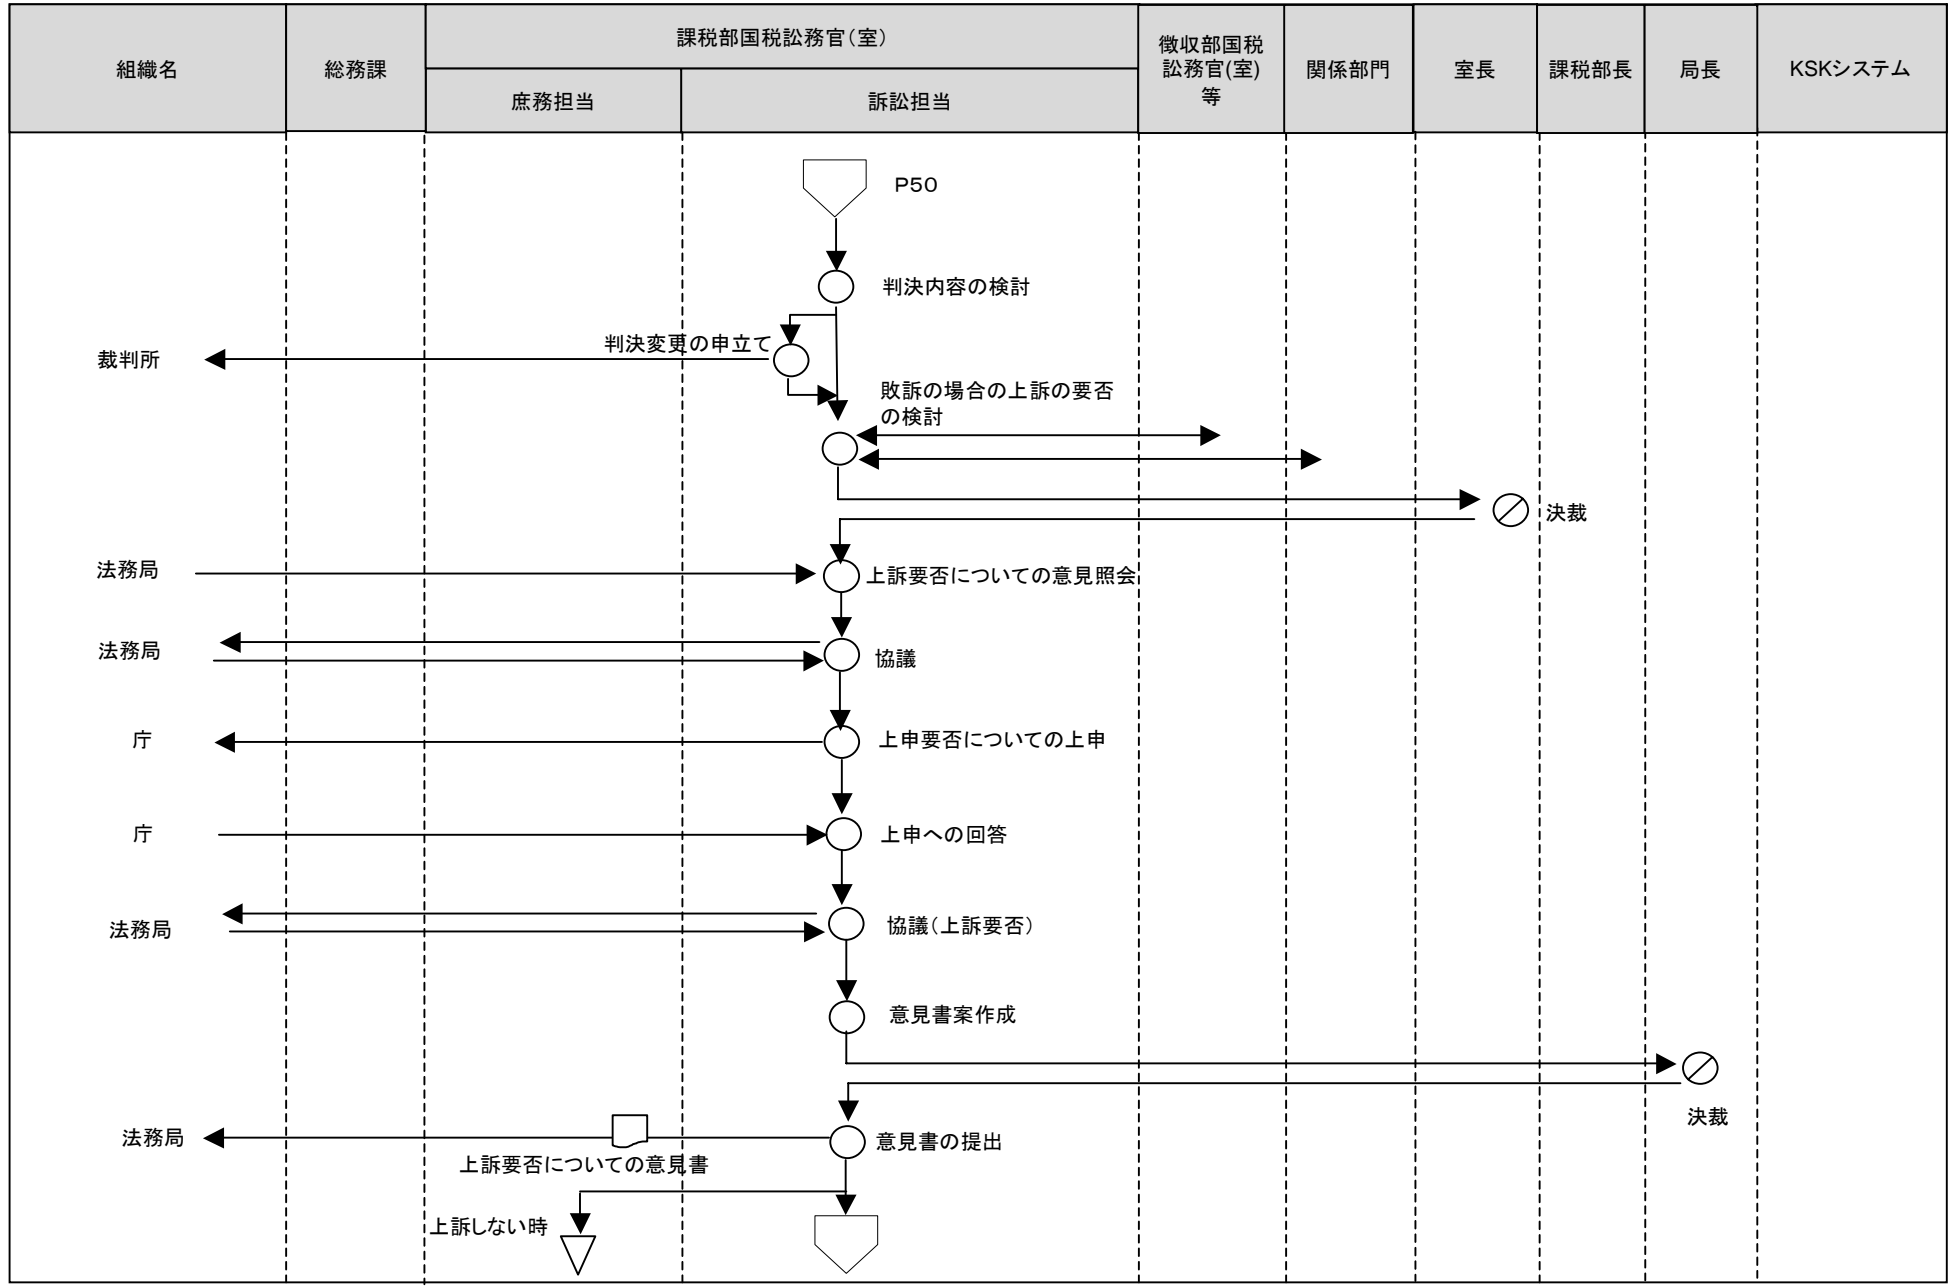 組織名
総務課
課税部国税訟務官（室）
庶務担当
訴訟担当
徴収部国税
訟務官(室)
等
関係部門
室長
課税部長
局長
KSKシステム
P50
判決内容の検討
判決変更の申立て
裁判所
敗訴の場合の上訴の要否
の検討
決裁
法務局
上訴要否についての意見照会
法務局
協議
庁
上申要否についての上申
庁
上申への回答
法務局
協議（上訴要否）
意見書案作成
決裁
法務局
意見書の提出
上訴要否についての意見書
上訴しない時